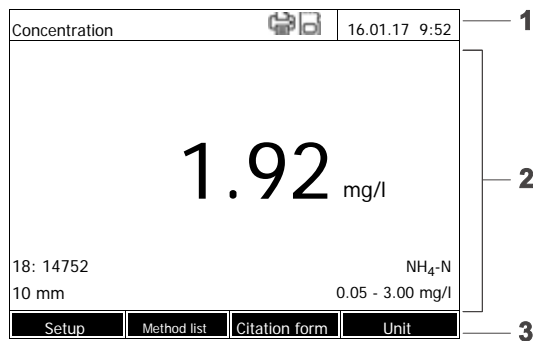 Concentration 16.01.17 9:52 1
1.92 mg/l 2
18: 14752 NH₄-N
10 mm 0.05 - 3.00 mg/l
Setup Method list Citation form Unit 3